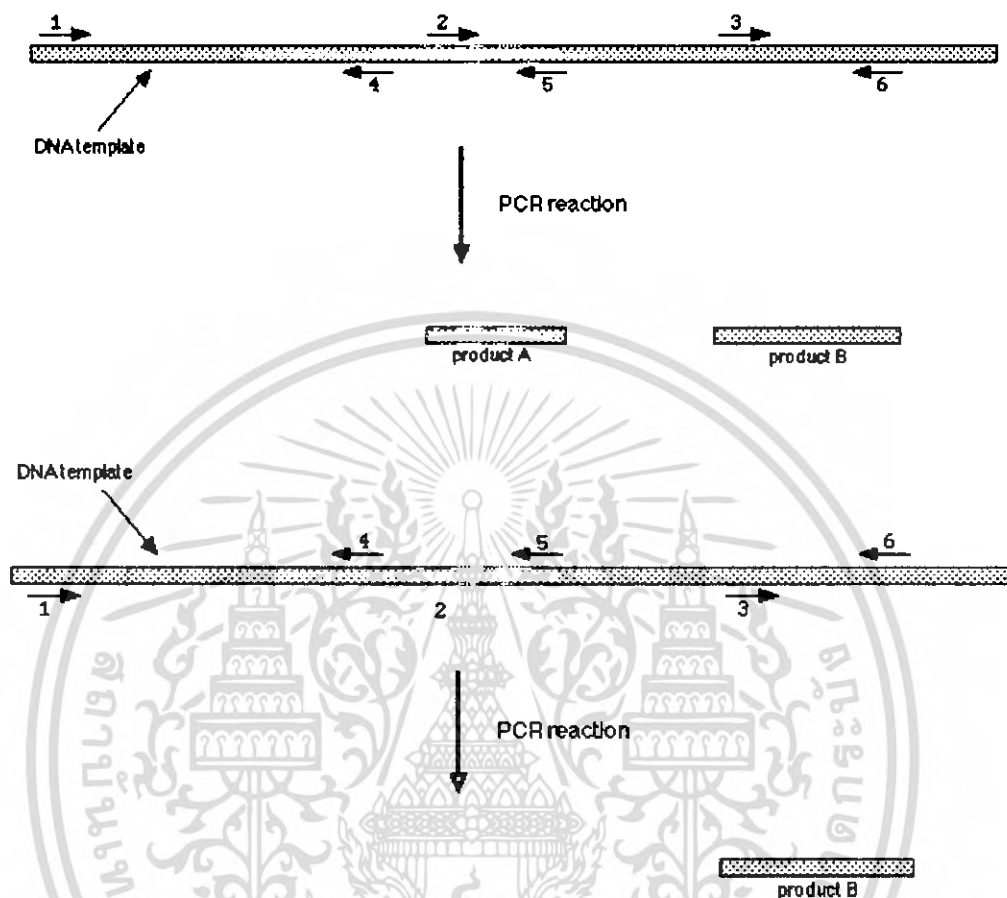 1 2 3
4 5 6
DNA template
PCR reaction
product A product B
DNA template
4 5 6
1 2 3
PCR reaction
product B